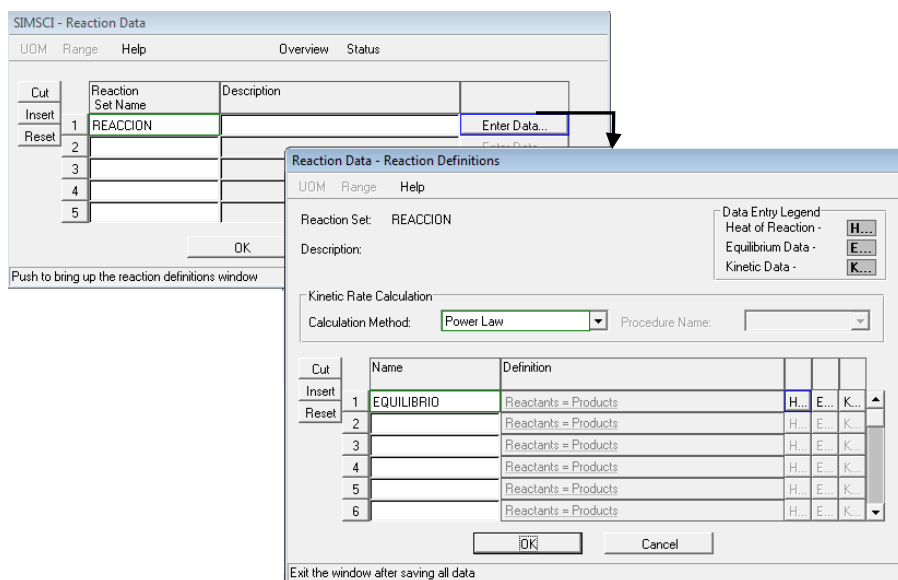 SIMSCI - Reaction Data
UOM Range Help Overview Status
Cut
Insert
Reset
Reaction Set Name Description
1 REACCION Enter Data...
2 Enter Data...
3
4
5
OK
Push to bring up the reaction definitions window
Reaction Data - Reaction Definitions
UOM Range Help
Reaction Set: REACCION
Description:
Data Entry Legend
Heat of Reaction - H...
Equilibrium Data - E...
Kinetic Data - K...
Kinetic Rate Calculation
Calculation Method: Power Law Procedure Name:
Cut
Insert
Reset
Name Definition
1 EQUILIBRIO Reactants = Products H... E... K...
2 Reactants = Products H... E... K...
3 Reactants = Products H... E... K...
4 Reactants = Products H... E... K...
5 Reactants = Products H... E... K...
6 Reactants = Products H... E... K...
OK Cancel
Exit the window after saving all data